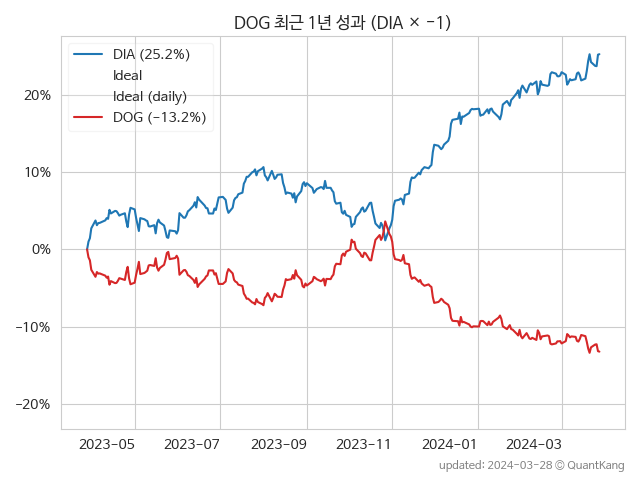 DOG 최근 1년 성과 (DIA × −1)
DIA (25.2%)
Ideal
Ideal (daily)
DOG (−13.2%)
20%
10%
0%
−10%
−20%
2023−05 2023−07 2023−09 2023−11 2024−01 2024−03
updated: 2024−03−28 © QuantKang